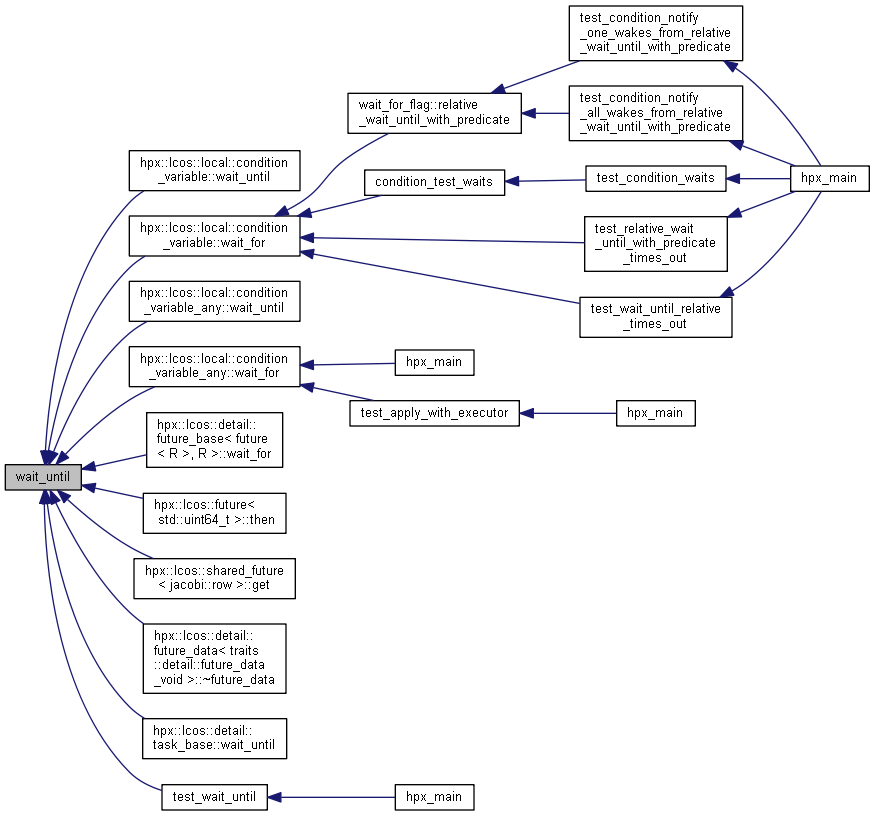 test_condition_notify
_one_wakes_from_relative
_wait_until_with_predicate
test_condition_notify
_all_wakes_from_relative
_wait_until_with_predicate
wait_for_flag::relative
_wait_until_with_predicate
hpx::lcos::local::condition
_variable::wait_until
condition_test_waits
test_condition_waits
hpx_main
hpx::lcos::local::condition
_variable::wait_for
test_relative_wait
_until_with_predicate
_times_out
hpx::lcos::local::condition
_variable_any::wait_until
test_wait_until_relative
_times_out
hpx::lcos::local::condition
_variable_any::wait_for
hpx_main
test_apply_with_executor
hpx_main
hpx::lcos::detail::
future_base< future
< R >, R >::wait_for
wait_until
hpx::lcos::future<
std::uint64_t >::then
hpx::lcos::shared_future
< jacobi::row >::get
hpx::lcos::detail::
future_data< traits
::detail::future_data
_void >::~future_data
hpx::lcos::detail::
task_base::wait_until
test_wait_until
hpx_main